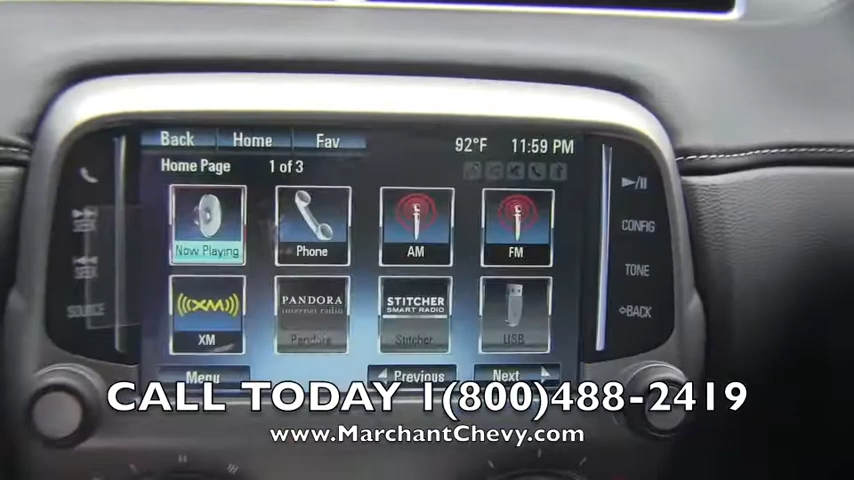 Back Home Fav 92°F 11:59 PM
Home Page 1 of 3
Now Playing Phone AM FM
XM
PANDORA
internet radio
Pandora
STITCHER
SMART RADIO
Stitcher
USB
Menu Previous Next
SEEK
SEEK
SOURCE
CONFIG
TONE
BACK
CALL TODAY 1(800)488-2419
www.MarchantChevy.com